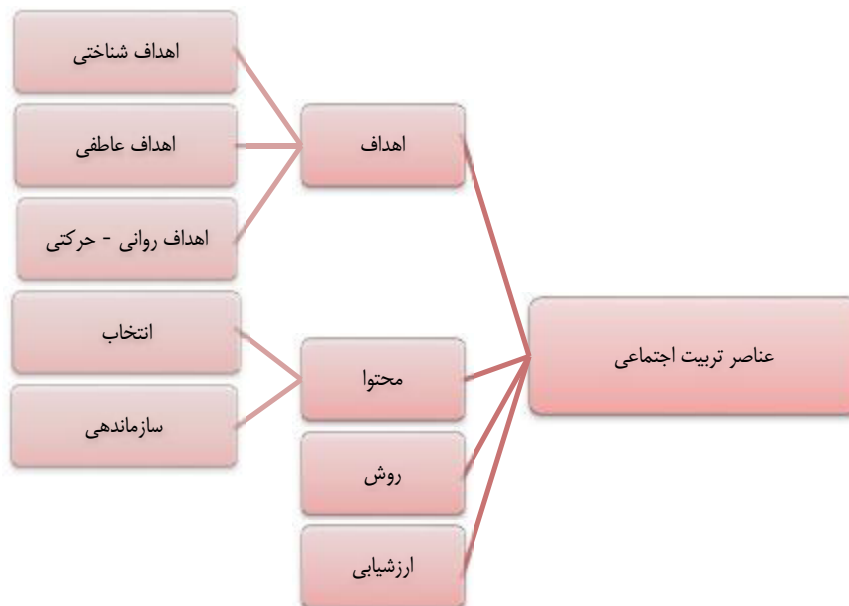 عناصر تربیت اجتماعی
اهداف
اهداف شناختی
اهداف عاطفی
اهداف روانی - حرکتی
محتوا
انتخاب
سازماندهی
روش
ارزشیابی